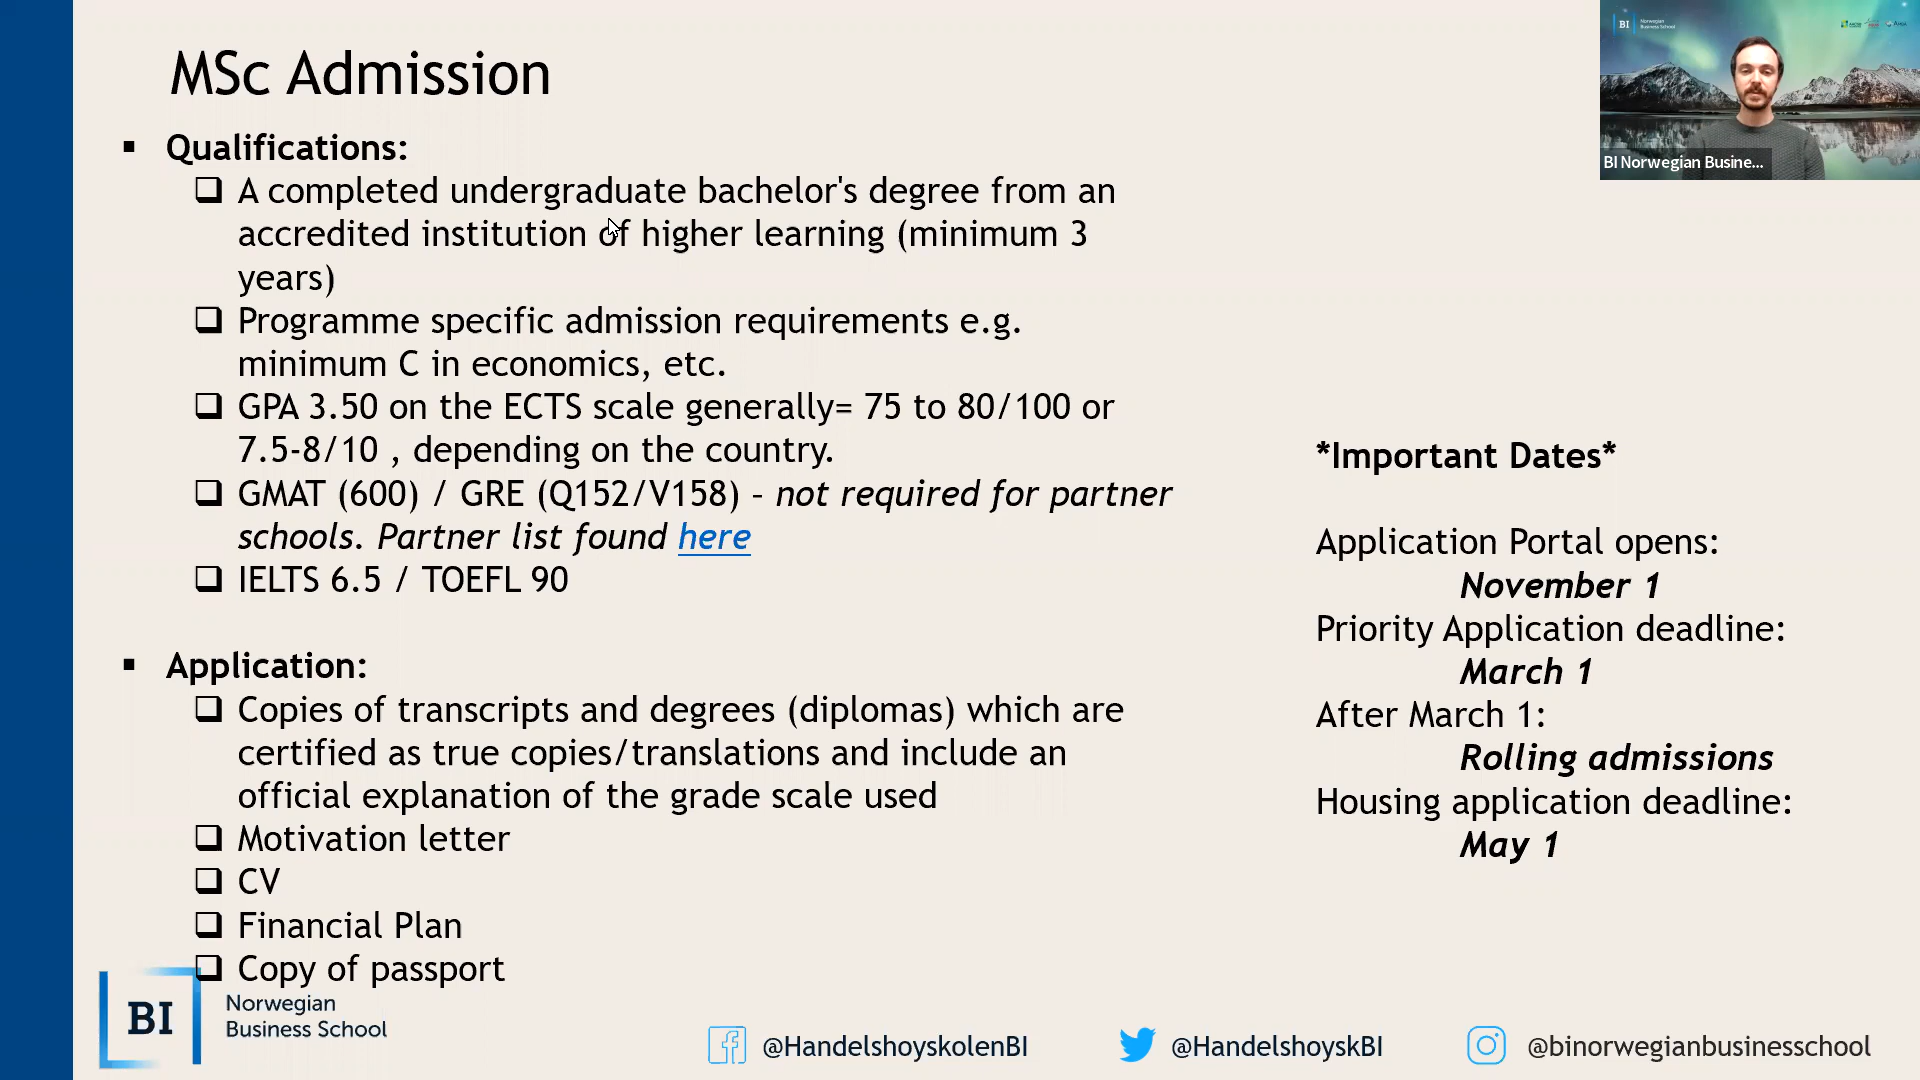 MSc Admission
▪ Qualifications:
❑ A completed undergraduate bachelor's degree from an
accredited institution of higher learning (minimum 3
years)
❑ Programme specific admission requirements e.g.
minimum C in economics, etc.
❑ GPA 3.50 on the ECTS scale generally= 75 to 80/100 or
7.5-8/10 , depending on the country.
❑ GMAT (600) / GRE (Q152/V158) – not required for partner
schools. Partner list found here
❑ IELTS 6.5 / TOEFL 90
▪ Application:
❑ Copies of transcripts and degrees (diplomas) which are
certified as true copies/translations and include an
official explanation of the grade scale used
❑ Motivation letter
❑ CV
❑ Financial Plan
❑ Copy of passport
*Important Dates*
Application Portal opens:
November 1
Priority Application deadline:
March 1
After March 1:
Rolling admissions
Housing application deadline:
May 1
BI
Norwegian
Business School
BI Norwegian Busine...
BI
Norwegian
Business School
@HandelshoyskolenBI
@HandelshoyskBI
@binorwegianbusinesschool